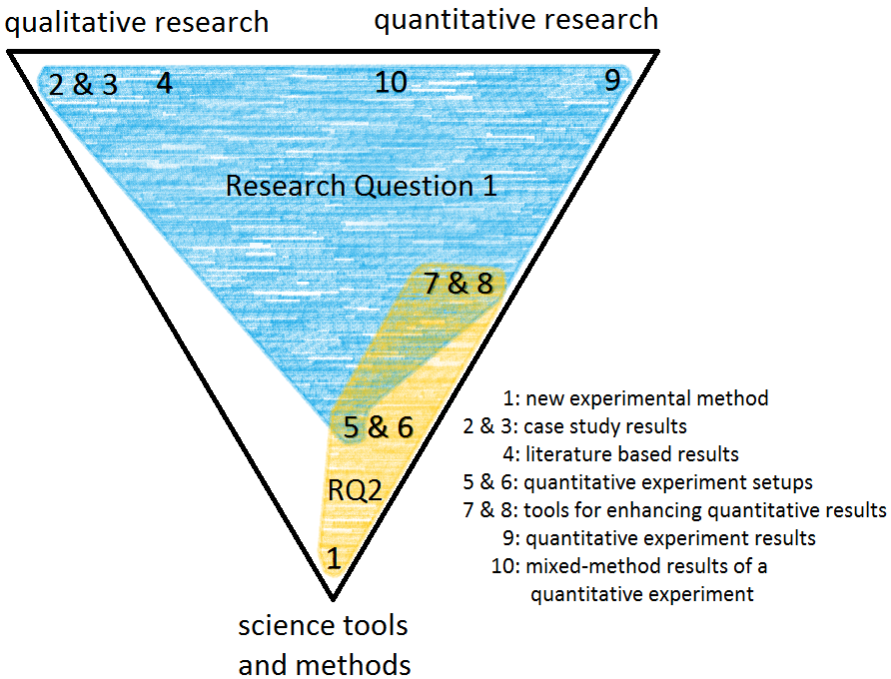 qualitative research
quantitative research
2 & 3
4
10
9
Research Question 1
7 & 8
5 & 6
RQ2
1
1: new experimental method
2 & 3: case study results
4: literature based results
5 & 6: quantitative experiment setups
7 & 8: tools for enhancing quantitative results
9: quantitative experiment results
10: mixed-method results of a
quantitative experiment
science tools
and methods